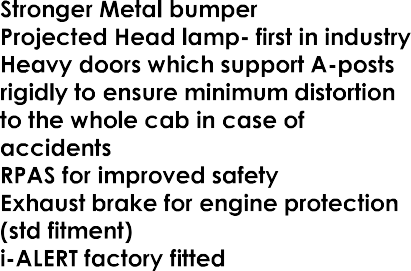 Stronger Metal bumper
Projected Head lamp- first in industry
Heavy doors which support A-posts
rigidly to ensure minimum distortion
to the whole cab in case of
accidents
RPAS for improved safety
Exhaust brake for engine protection
(std fitment)
i-ALERT factory fitted